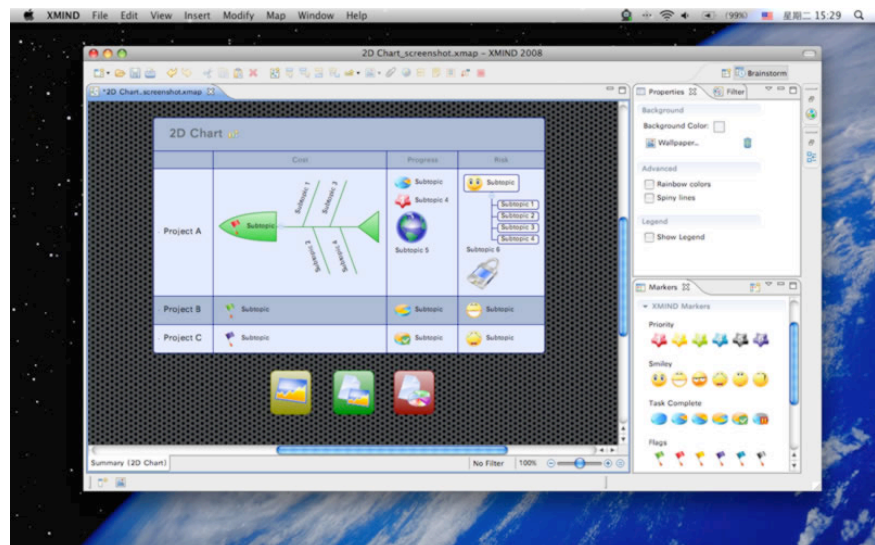 XMIND File Edit View Insert Modify Map Window Help (99%) 星期二 15:29
2D Chart_screenshot.xmap – XMIND 2008
Brainstorm
*2D Chart_screenshot.xmap
Properties Filter
Background
Background Color:
Wallpaper...
Advanced
Rainbow colors
Spiny lines
Legend
Show Legend
2D Chart
Cost Progress Risk
Project A
Subtopic
Subtopic 1
Subtopic 3
Subtopic 2
Subtopic 4
Subtopic
Subtopic 4
Subtopic 5
Subtopic
Subtopic 1
Subtopic 2
Subtopic 3
Subtopic 4
Subtopic 6
Project B Subtopic Subtopic Subtopic
Project C Subtopic Subtopic Subtopic
Markers
XMIND Markers
Priority
Smiley
Task Complete
Flags
Summary (2D Chart)
No Filter 100%